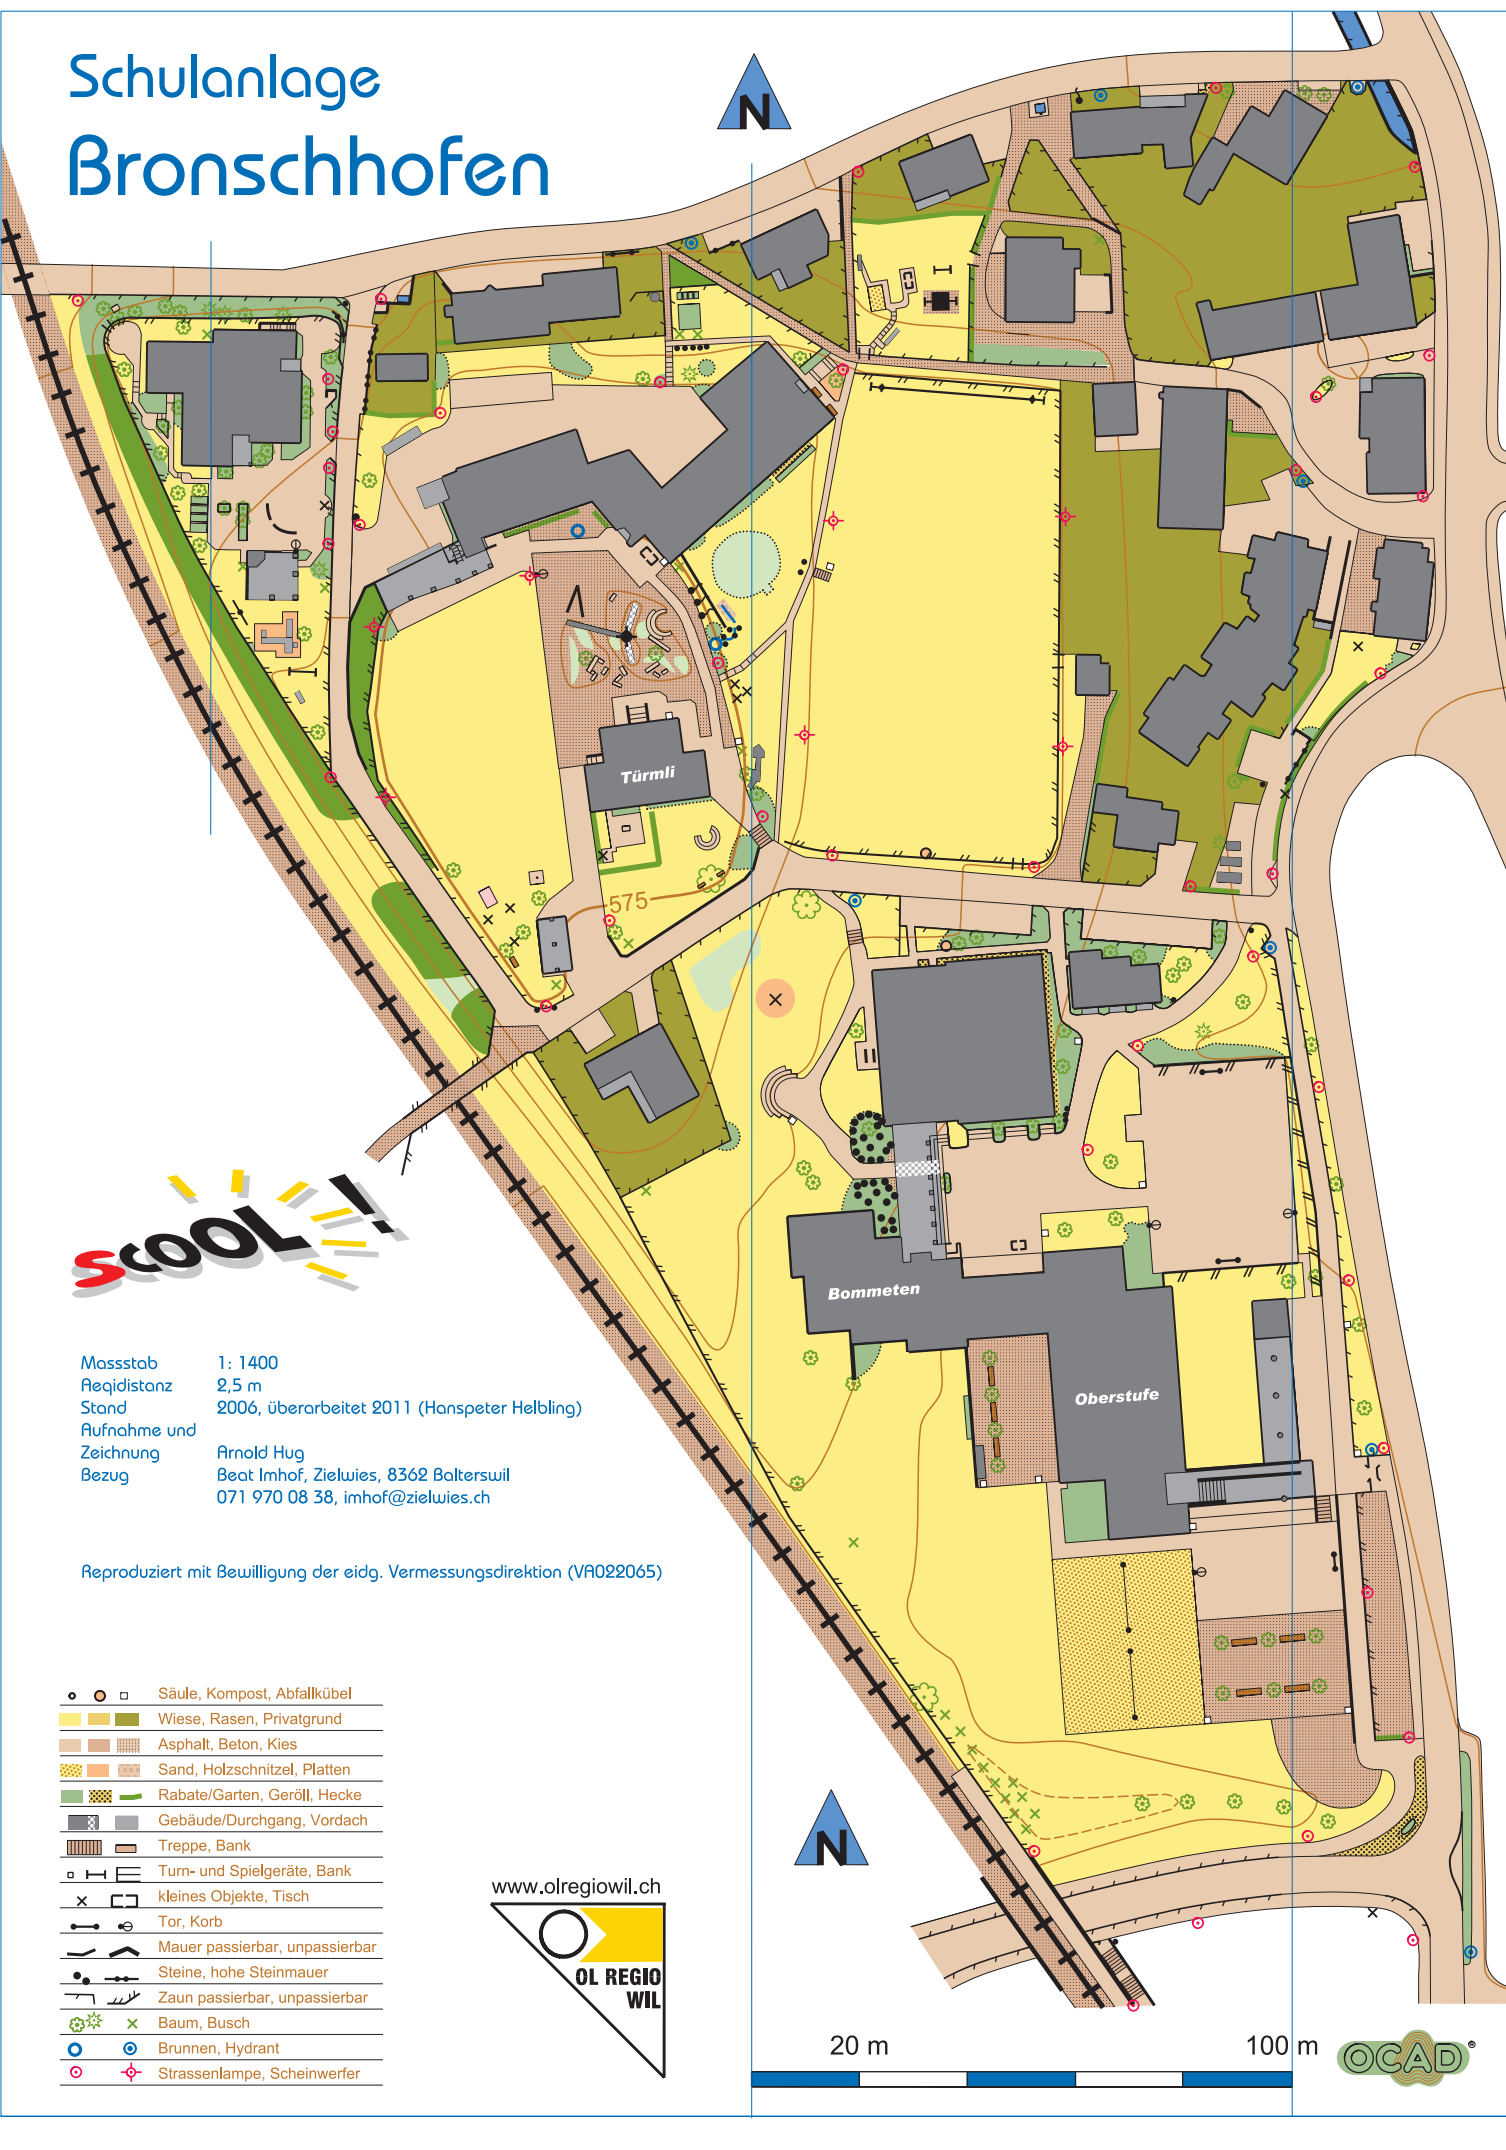 Schulanlage
Bronschhofen
N
Türmli
575
Bommeten
Oberstufe
sCOOL!
Massstab 1: 1400
Aeqidistanz 2,5 m
Stand 2006, überarbeitet 2011 (Hanspeter Helbling)
Aufnahme und
Zeichnung Arnold Hug
Bezug Beat Imhof, Zielwies, 8362 Balterswil
071 970 08 38, imhof@zielwies.ch
Reproduziert mit Bewilligung der eidg. Vermessungsdirektion (VA022065)
Säule, Kompost, Abfallkübel
Wiese, Rasen, Privatgrund
Asphalt, Beton, Kies
Sand, Holzschnitzel, Platten
Rabate/Garten, Geröll, Hecke
Gebäude/Durchgang, Vordach
Treppe, Bank
Turn- und Spielgeräte, Bank
kleines Objekte, Tisch
Tor, Korb
Mauer passierbar, unpassierbar
Steine, hohe Steinmauer
Zaun passierbar, unpassierbar
Baum, Busch
Brunnen, Hydrant
Strassenlampe, Scheinwerfer
www.olregiowil.ch
OL REGIO
WIL
N
20 m 100 m
OCAD®